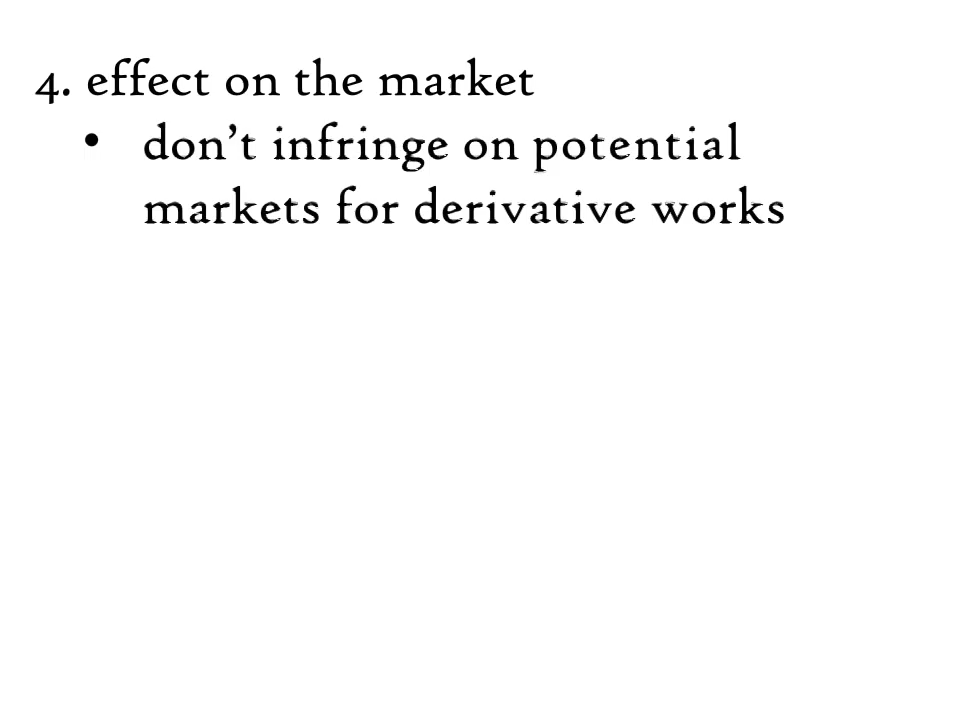 4. effect on the market
• don’t infringe on potential
markets for derivative works